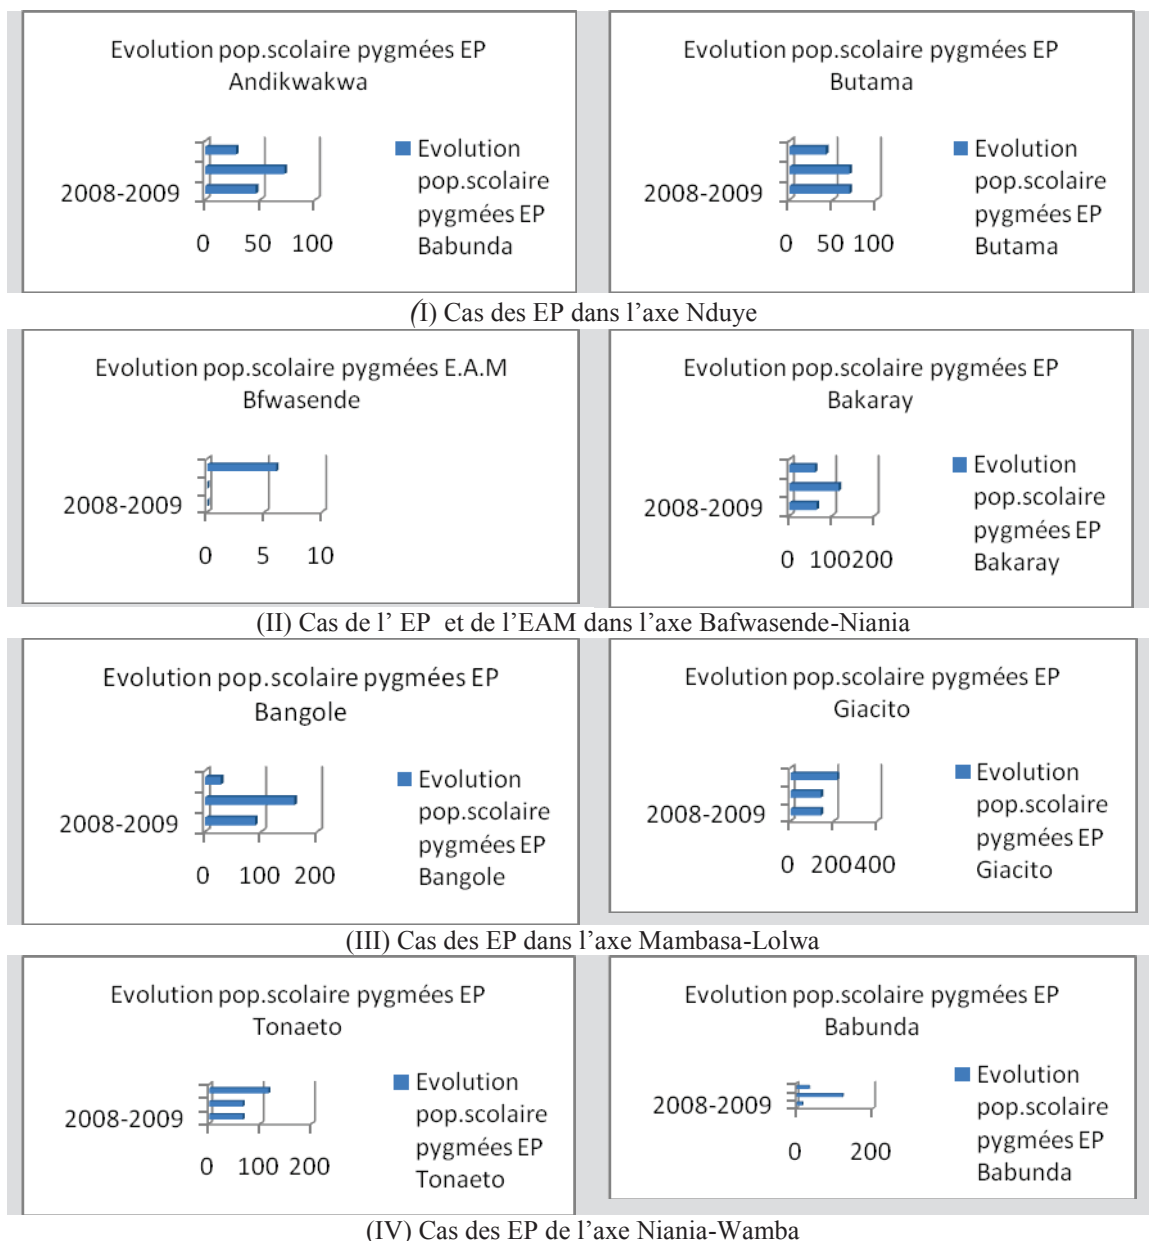 Evolution pop.scolaire pygmées EP
Andikwakwa
2008-2009
0 50 100
Evolution
pop.scolaire
pygmées EP
Babunda
Evolution pop.scolaire pygmées EP
Butama
2008-2009
0 50 100
Evolution
pop.scolaire
pygmées EP
Butama
(I) Cas des EP dans l’axe Nduye
Evolution pop.scolaire pygmées E.A.M
Bfwasende
2008-2009
0 5 10
Evolution pop.scolaire pygmées EP
Bakaray
2008-2009
0 100 200
Evolution
pop.scolaire
pygmées EP
Bakaray
(II) Cas de l’ EP et de l’EAM dans l’axe Bafwasende-Niania
Evolution pop.scolaire pygmées EP
Bangole
2008-2009
0 100 200
Evolution
pop.scolaire
pygmées EP
Bangole
Evolution pop.scolaire pygmées EP
Giacito
2008-2009
0 200 400
Evolution
pop.scolaire
pygmées EP
Giacito
(III) Cas des EP dans l’axe Mambasa-Lolwa
Evolution pop.scolaire pygmées EP
Tonaeto
2008-2009
0 100 200
Evolution
pop.scolaire
pygmées EP
Tonaeto
Evolution pop.scolaire pygmées EP
Babunda
2008-2009
0 200
Evolution
pop.scolaire
pygmées EP
Babunda
(IV) Cas des EP de l’axe Niania-Wamba